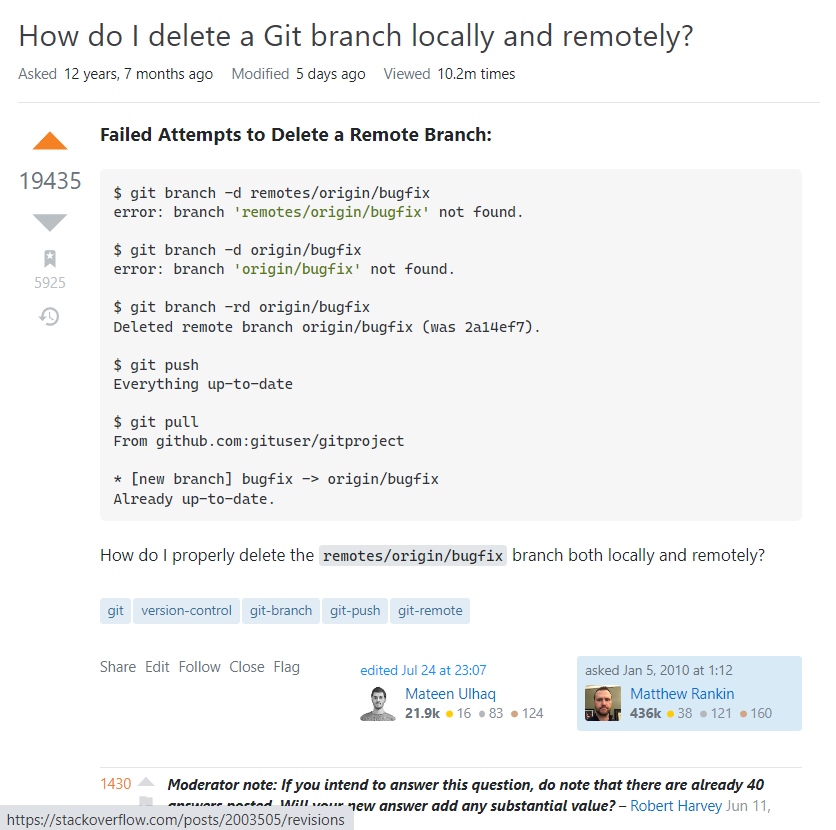 How do I delete a Git branch locally and remotely?
Asked 12 years, 7 months ago Modified 5 days ago Viewed 10.2m times
Failed Attempts to Delete a Remote Branch:
19435
5925
$ git branch -d remotes/origin/bugfix
error: branch 'remotes/origin/bugfix' not found.
$ git branch -d origin/bugfix
error: branch 'origin/bugfix' not found.
$ git branch -rd origin/bugfix
Deleted remote branch origin/bugfix (was 2a14ef7).
$ git push
Everything up-to-date
$ git pull
From github.com:gituser/gitproject
* [new branch] bugfix -> origin/bugfix
Already up-to-date.
How do I properly delete the remotes/origin/bugfix branch both locally and remotely?
git version-control git-branch git-push git-remote
Share Edit Follow Close Flag
edited Jul 24 at 23:07
Mateen Ulhaq
21.9k 16 83 124
asked Jan 5, 2010 at 1:12
Matthew Rankin
436k 38 121 160
1430 Moderator note: If you intend to answer this question, do note that there are already 40
answers posted. Will your new answer add any substantial value? – Robert Harvey Jun 11,
https://stackoverflow.com/posts/2003505/revisions